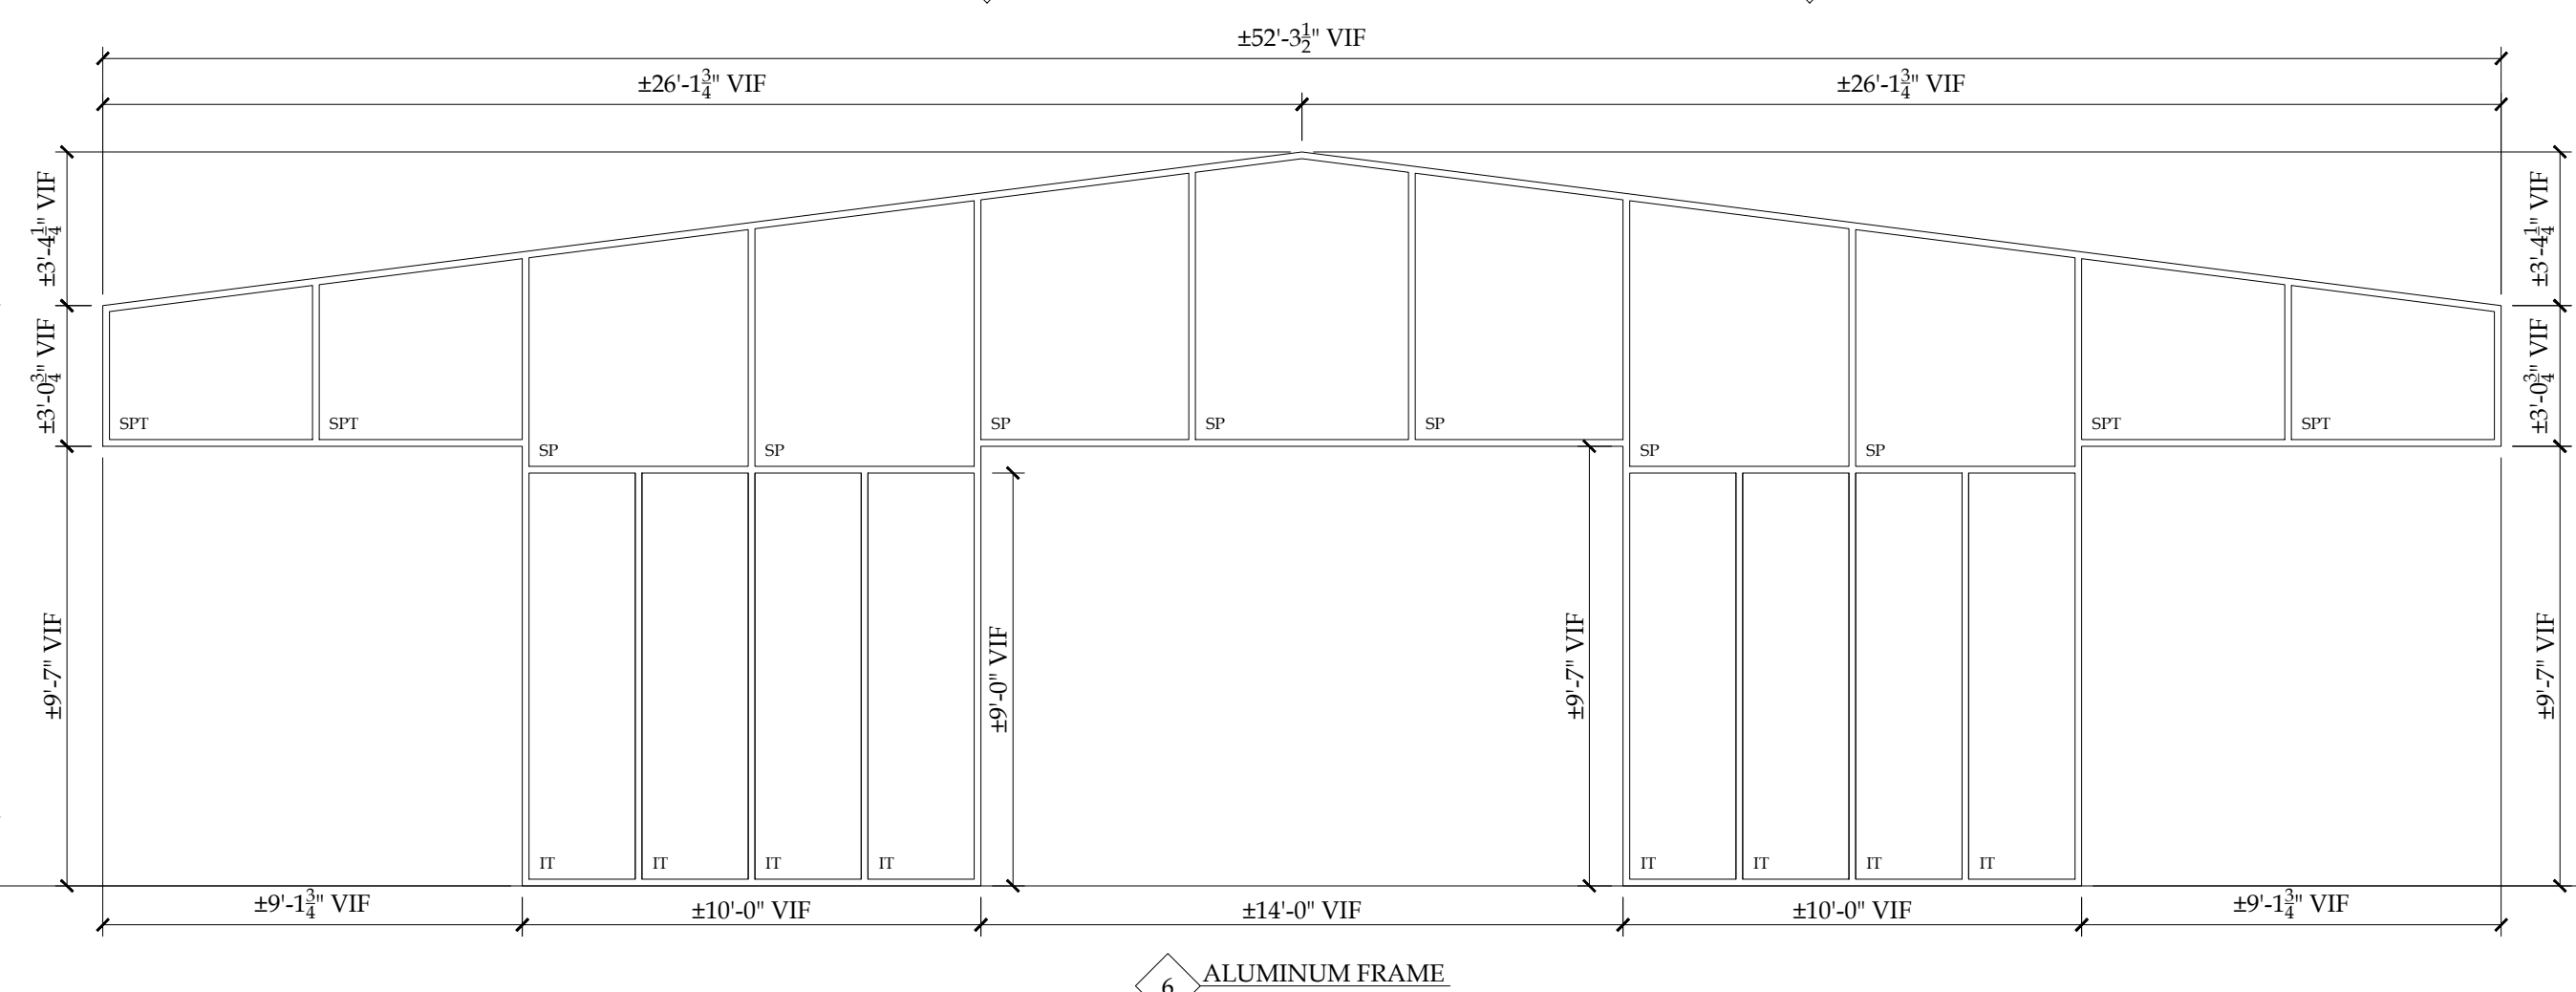 ±52'-3½" VIF
±26'-1¾" VIF
±26'-1¾" VIF
±3'-4¼" VIF
±3'-4¼" VIF
±3'-0¾" VIF
±3'-0¾" VIF
SPT
SPT
SP
SP
SP
SPT
SPT
SP
SP
SP
SP
±9'-7" VIF
±9'-0" VIF
±9'-7" VIF
±9'-7" VIF
IT
IT
IT
IT
IT
IT
IT
IT
±9'-1¾" VIF
±10'-0" VIF
±14'-0" VIF
±10'-0" VIF
±9'-1¾" VIF
6
ALUMINUM FRAME